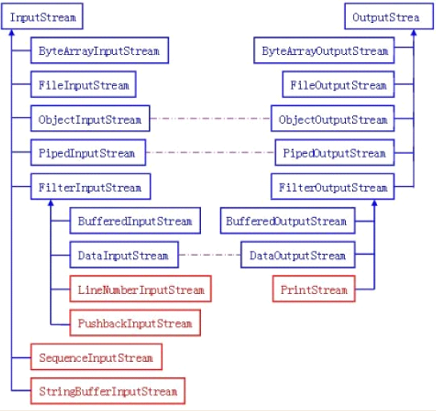 InputStream OutputStrea
ByteArrayInputStream ByteArrayOutputStream
FileInputStream FileOutputStream
ObjectInputStream ObjectOutputStream
PipedInputStream PipedOutputStream
FilterInputStream FilterOutputStream
BufferedInputStream BufferedOutputStream
DataInputStream DataOutputStream
LineNumberInputStream PrintStream
PushbackInputStream
SequenceInputStream
StringBufferInputStream